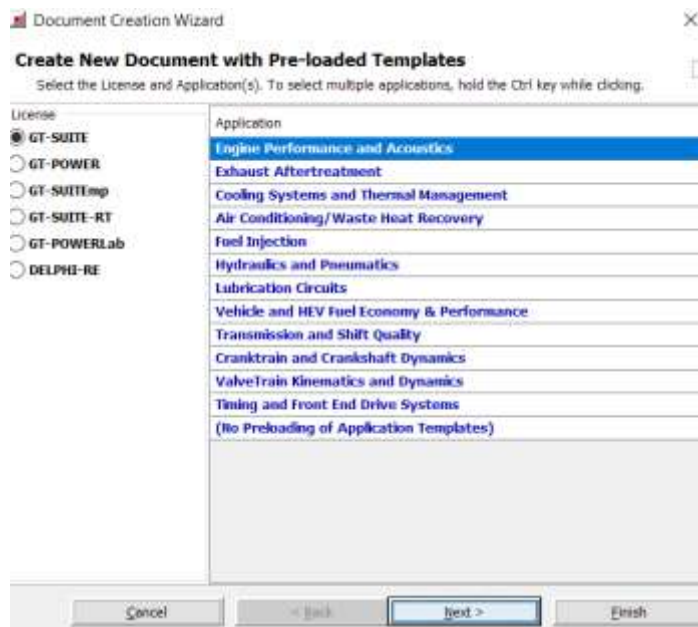 Document Creation Wizard
Create New Document with Pre-loaded Templates
Select the License and Application(s). To select multiple applications, hold the Ctrl key while clicking.
License
GT-SUITE
GT-POWER
GT-SUITEmp
GT-SUITE-RT
GT-POWERLab
DELPHI-RE
Application
Engine Performance and Acoustics
Exhaust Aftertreatment
Cooling Systems and Thermal Management
Air Conditioning/Waste Heat Recovery
Fuel Injection
Hydraulics and Pneumatics
Lubrication Circuits
Vehicle and HEV Fuel Economy & Performance
Transmission and Shift Quality
Cranktrain and Crankshaft Dynamics
ValveTrain Kinematics and Dynamics
Timing and Front End Drive Systems
(No Preloading of Application Templates)
Cancel
< Back
Next >
Finish